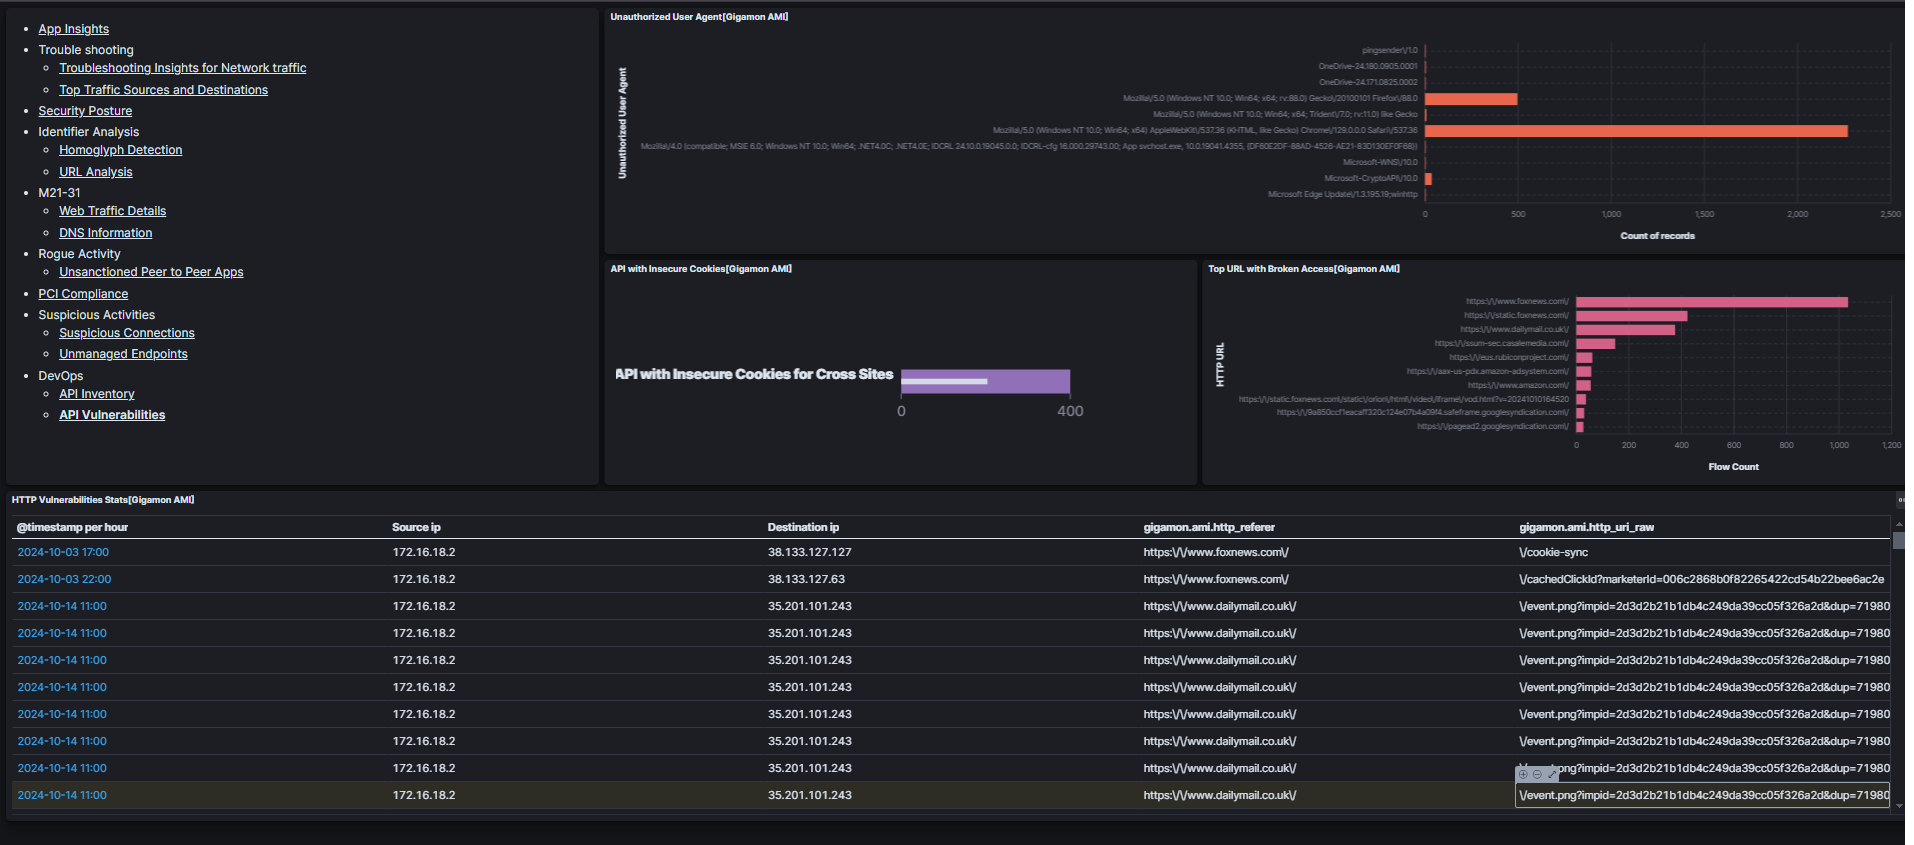 App Insights
Trouble shooting
Troubleshooting Insights for Network traffic
Top Traffic Sources and Destinations
Security Posture
Identifier Analysis
Homoglyph Detection
URL Analysis
M21-31
Web Traffic Details
DNS Information
Rogue Activity
Unsanctioned Peer to Peer Apps
PCI Compliance
Suspicious Activities
Suspicious Connections
Unmanaged Endpoints
DevOps
API Inventory
API Vulnerabilities
Unauthorized User Agent[Gigamon AMI]
Unauthorized User Agent
pingsender\/1.0
OneDrive-24.180.0905.0001
OneDrive-24.171.0825.0002
Mozilla\/5.0 (Windows NT 10.0; Win64; x64; rv:88.0) Gecko\/20100101 Firefox\/88.0
Mozilla\/5.0 (Windows NT 10.0; Win64; x64; Trident\/7.0; rv:11.0) like Gecko
Mozilla\/5.0 (Windows NT 10.0; Win64; x64) AppleWebKit\/537.36 (KHTML, like Gecko) Chrome\/129.0.0.0 Safari\/537.36
Mozilla\/4.0 (compatible; MSIE 6.0; Windows NT 10.0; Win64; .NET4.0C; .NET4.0E; IDCRL 24.10.0.19045.0.0; IDCRL-cfg 16.000.29743.00; App svchost.exe, 10.0.19041.4355, {DF60E2DF-88AD-4526-AE21-83D130EF0F68})
Microsoft-WNS\/10.0
Microsoft-CryptoAPI\/10.0
Microsoft Edge Update\/1.3.195.19;winhttp
0 500 1,000 1,500 2,000 2,500
Count of records
API with Insecure Cookies[Gigamon AMI]
API with Insecure Cookies for Cross Sites
0 400
Top URL with Broken Access[Gigamon AMI]
HTTP URL
https:\/\/www.foxnews.com\/
https:\/\/static.foxnews.com\/
https:\/\/www.dailymail.co.uk\/
https:\/\/ssum-sec.casalemedia.com\/
https:\/\/eus.rubiconproject.com\/
https:\/\/aax-us-pdx.amazon-adsystem.com\/
https:\/\/www.amazon.com\/
https:\/\/static.foxnews.com\/static\/orion\/html\/video\/iframe\/vod.html?v=20241010164520
https:\/\/9a850ccf1eacaff320c124e07b4a09f4.safeframe.googlesyndication.com\/
https:\/\/pagead2.googlesyndication.com\/
0 200 400 600 800 1,000 1,200
Flow Count
HTTP Vulnerabilities Stats[Gigamon AMI]
@timestamp per hour Source ip Destination ip gigamon.ami.http_referer gigamon.ami.http_uri_raw
2024-10-03 17:00 172.16.18.2 38.133.127.127 https:\/\/www.foxnews.com\/ \/cookie-sync
2024-10-03 22:00 172.16.18.2 38.133.127.63 https:\/\/www.foxnews.com\/ \/cachedClickId?marketerId=006c2868b0f82265422cd54b22bee6ac2e
2024-10-14 11:00 172.16.18.2 35.201.101.243 https:\/\/www.dailymail.co.uk\/ \/event.png?impid=2d3d2b21b1db4c249da39cc05f326a2d&dup=71980
2024-10-14 11:00 172.16.18.2 35.201.101.243 https:\/\/www.dailymail.co.uk\/ \/event.png?impid=2d3d2b21b1db4c249da39cc05f326a2d&dup=71980
2024-10-14 11:00 172.16.18.2 35.201.101.243 https:\/\/www.dailymail.co.uk\/ \/event.png?impid=2d3d2b21b1db4c249da39cc05f326a2d&dup=71980
2024-10-14 11:00 172.16.18.2 35.201.101.243 https:\/\/www.dailymail.co.uk\/ \/event.png?impid=2d3d2b21b1db4c249da39cc05f326a2d&dup=71980
2024-10-14 11:00 172.16.18.2 35.201.101.243 https:\/\/www.dailymail.co.uk\/ \/event.png?impid=2d3d2b21b1db4c249da39cc05f326a2d&dup=71980
2024-10-14 11:00 172.16.18.2 35.201.101.243 https:\/\/www.dailymail.co.uk\/ \/event.png?impid=2d3d2b21b1db4c249da39cc05f326a2d&dup=71980
2024-10-14 11:00 172.16.18.2 35.201.101.243 https:\/\/www.dailymail.co.uk\/ \/event.png?impid=2d3d2b21b1db4c249da39cc05f326a2d&dup=71980
2024-10-14 11:00 172.16.18.2 35.201.101.243 https:\/\/www.dailymail.co.uk\/ \/event.png?impid=2d3d2b21b1db4c249da39cc05f326a2d&dup=71980